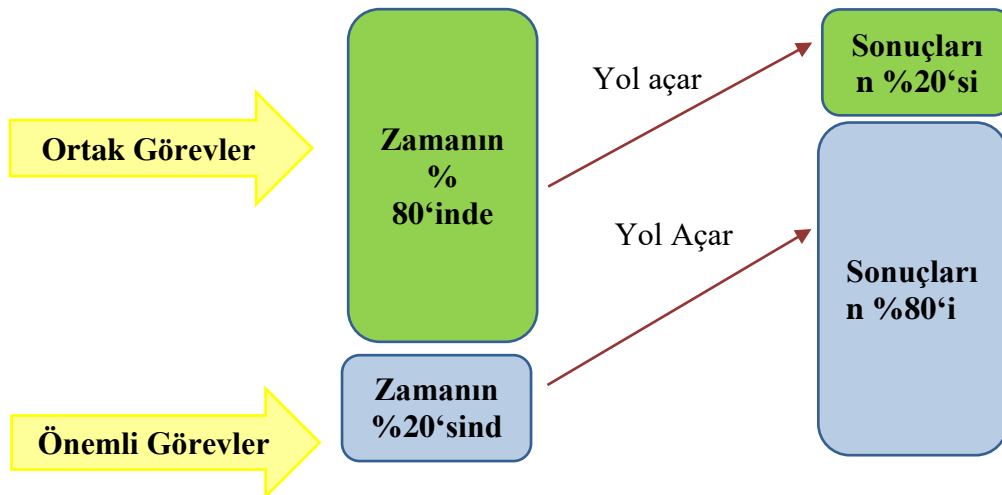 Ortak Görevler
Zamanın
%
80‘inde
Yol açar
Sonuçları
n %20‘si
Önemli Görevler
Zamanın
%20‘sind
Yol Açar
Sonuçları
n %80‘i